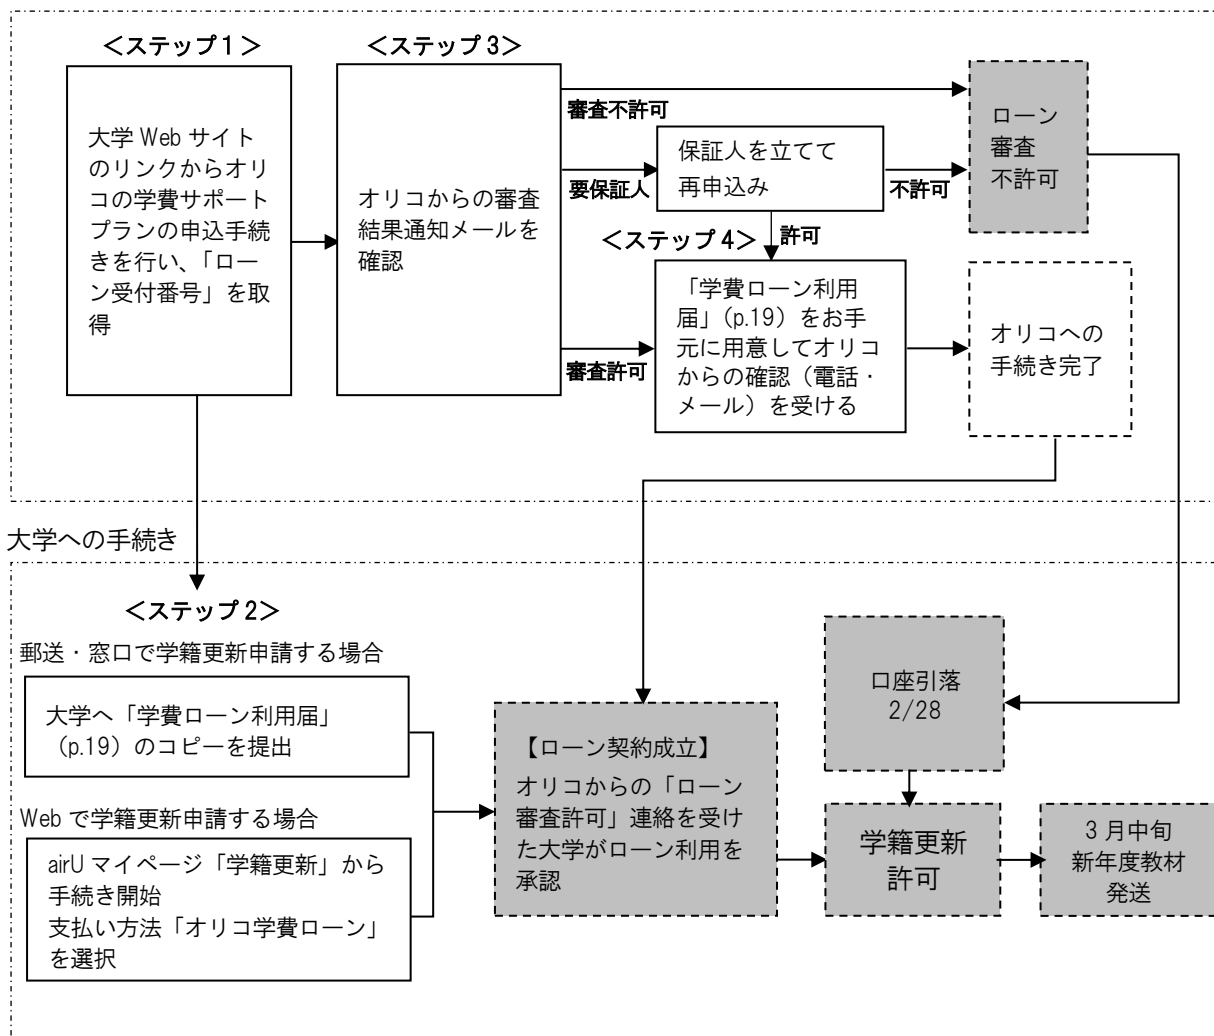 ＜ステップ1＞
大学 Web サイト
のリンクからオリ
コの学費サポート
プランの申込手続
きを行い、「ロー
ン受付番号」を取
得
＜ステップ3＞
オリコからの審査
結果通知メールを
確認
審査不許可
要保証人
審査許可
保証人を立てて
再申込み
不許可
許可
ローン
審査
不許可
＜ステップ4＞
「学費ローン利用
届」（p.19）をお手
元に用意してオリコ
からの確認（電話・
メール）を受ける
オリコへの
手続き完了
大学への手続き
＜ステップ2＞
郵送・窓口で学籍更新申請する場合
大学へ「学費ローン利用届」
（p.19）のコピーを提出
Web で学籍更新申請する場合
airU マイページ「学籍更新」から
手続き開始
支払い方法「オリコ学費ローン」
を選択
【ローン契約成立】
オリコからの「ローン
審査許可」連絡を受け
た大学がローン利用を
承認
口座引落
2/28
学籍更新
許可
3 月中旬
新年度教材
発送